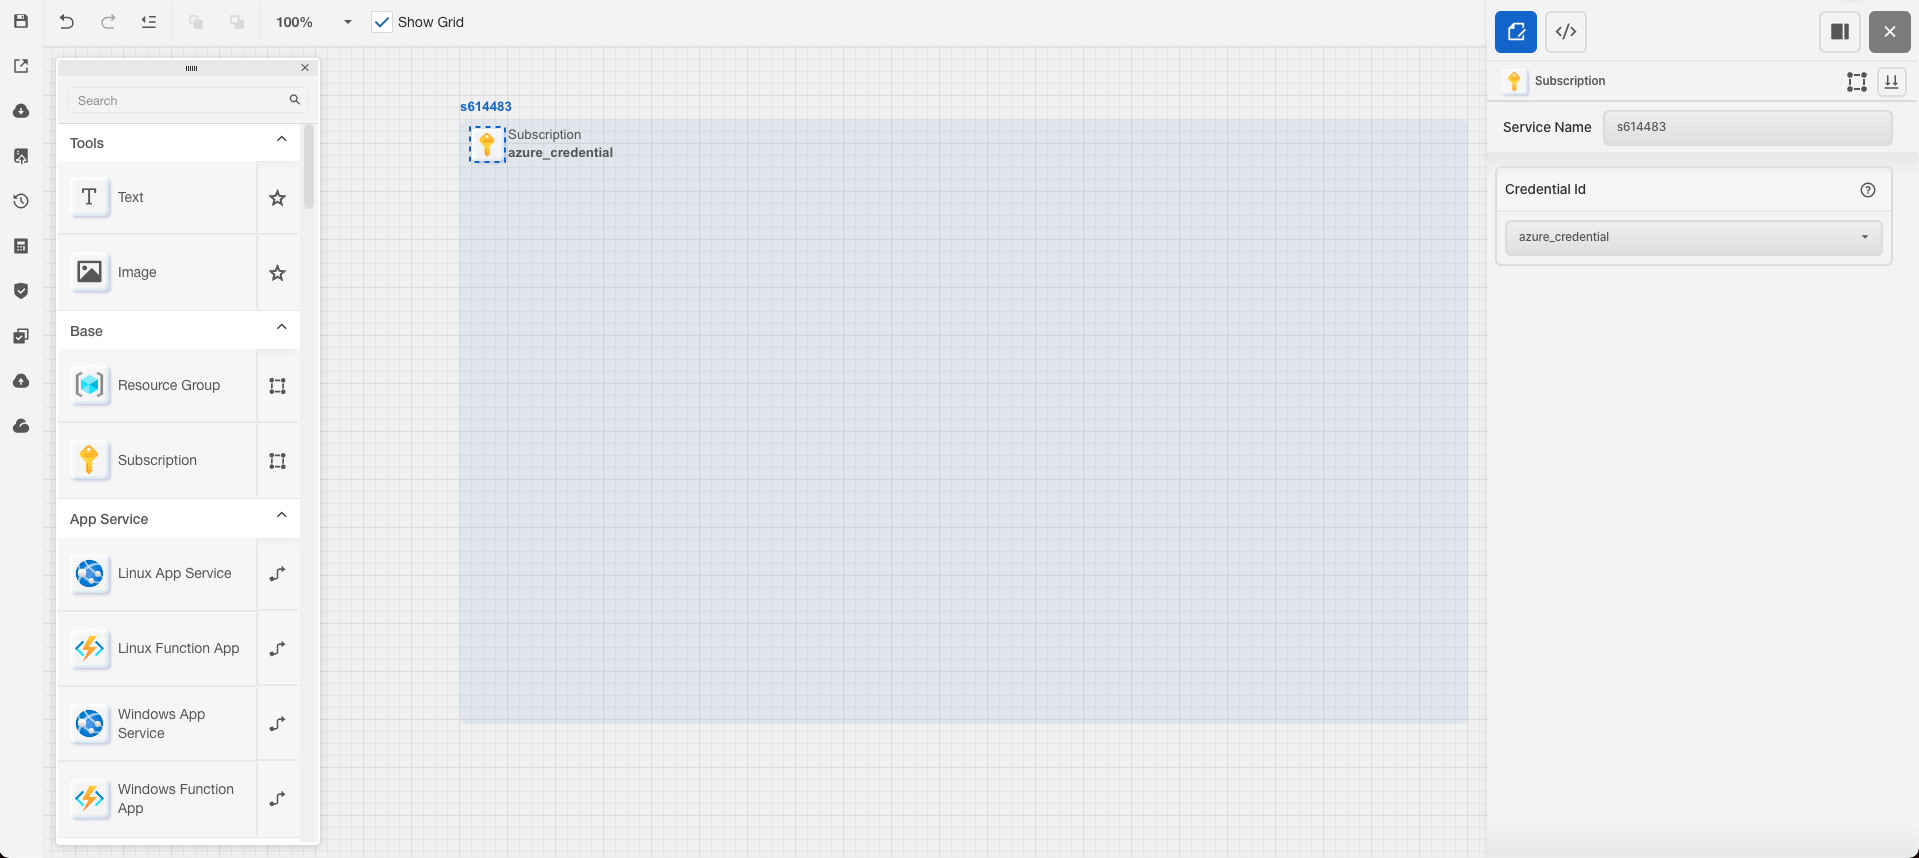 100%
Show Grid
Search
Tools
Text
Image
Base
Resource Group
Subscription
App Service
Linux App Service
Linux Function App
Windows App
Service
Windows Function
App
s614483
Subscription
azure_credential
Subscription
Service Name
s614483
Credential Id
azure_credential